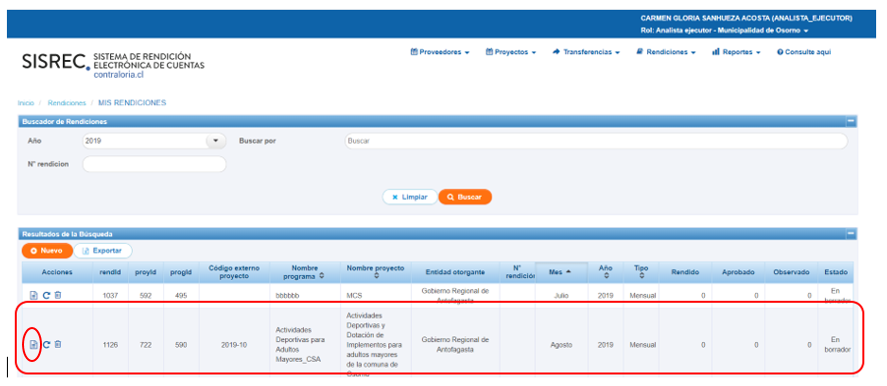 CARMEN GLORIA SANHUEZA ACOSTA (ANALISTA_EJECUTOR)
Rol: Analista ejecutor - Municipalidad de Osorno
SISREC
SISTEMA DE RENDICIÓN
ELECTRÓNICA DE CUENTAS
contraloria.cl
Proveedores Proyectos Transferencias Rendiciones Reportes Consulte aqui
Inicio / Rendiciones / MIS RENDICIONES
Buscador de Rendiciones
Año 2019 Buscar por Buscar
N° rendicion
Limpiar Buscar
Resultados de la Búsqueda
Nuevo Exportar
Acciones rendId proyId progId Código externo proyecto Nombre programa Nombre proyecto Entidad otorgante N° rendicion Mes Año Tipo Rendido Aprobado Observado Estado
1037 592 495 bbbbbb MCS Gobierno Regional de Antofagasta Julio 2019 Mensual 0 0 0 En borrador
1126 722 590 2019-10 Actividades Deportivas para Adultos Mayores_CSA Actividades Deportivas y Dotación de Implementos para adultos mayores de la comuna de Osorno Gobierno Regional de Antofagasta Agosto 2019 Mensual 0 0 0 En borrador